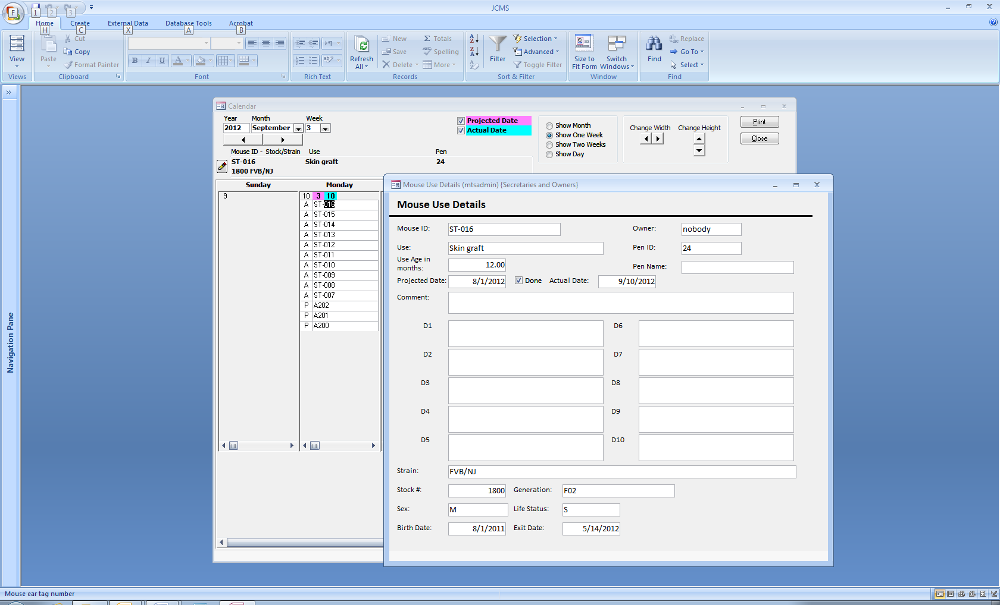 JCMS
F 1 2 3
Home Create External Data Database Tools Acrobat
H C X A B
View
Views
Paste Cut Copy Format Painter
Clipboard
B I U A
Font
Rich Text
Refresh All
New Save Delete Totals Spelling More
Records
Filter Selection Advanced Toggle Filter
Sort & Filter
Size to Fit Form Switch Windows
Window
Find Replace Go To Select
Find
Navigation Pane
Calendar
Year Month Week
2012 September 3
Projected Date
Actual Date
Show Month
Show One Week
Show Two Weeks
Show Day
Change Width Change Height
Print
Close
Mouse ID - Stock/Strain Use Pen
ST-016 Skin graft 24
1800 FVB/NJ
Sunday Monday
9 10 3 10
A ST-016
A ST-015
A ST-014
A ST-013
A ST-012
A ST-011
A ST-010
A ST-009
A ST-008
A ST-007
P A202
P A201
P A200
Mouse Use Details (mtsadmin) {Secretaries and Owners}
Mouse Use Details
Mouse ID: ST-016 Owner: nobody
Use: Skin graft Pen ID: 24
Use Age in months: 12.00 Pen Name:
Projected Date: 8/1/2012 Done Actual Date: 9/10/2012
Comment:
D1 D6
D2 D7
D3 D8
D4 D9
D5 D10
Strain: FVB/NJ
Stock #: 1800 Generation: F02
Sex: M Life Status: S
Birth Date: 8/1/2011 Exit Date: 5/14/2012
Mouse ear tag number